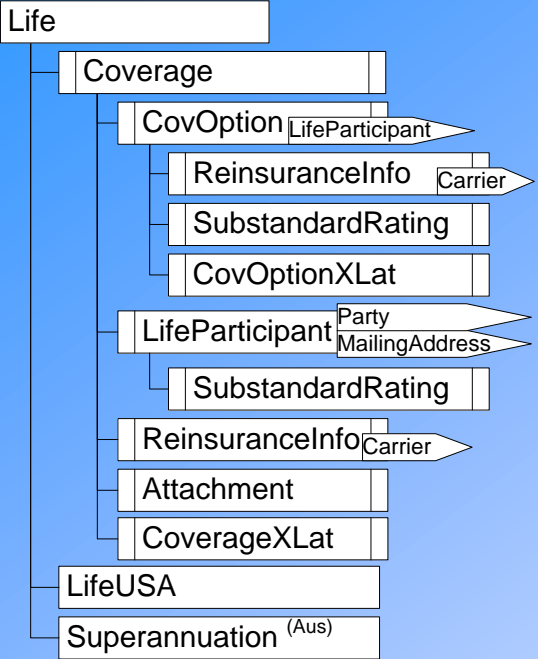 Life
Coverage
CovOption
LifeParticipant
ReinsuranceInfo
Carrier
SubstandardRating
CovOptionXLat
LifeParticipant
Party
MailingAddress
SubstandardRating
ReinsuranceInfo
Carrier
Attachment
CoverageXLat
LifeUSA
Superannuation (Aus)